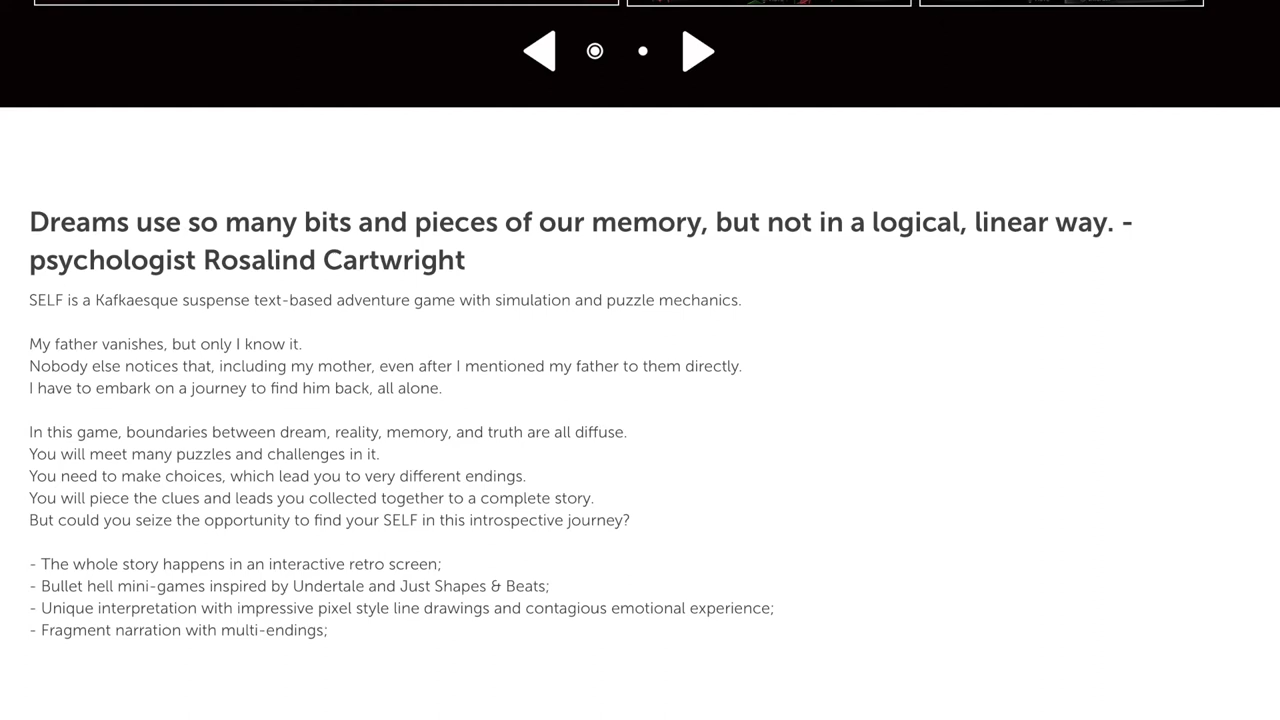 Dreams use so many bits and pieces of our memory, but not in a logical, linear way. -
psychologist Rosalind Cartwright
SELF is a Kafkaesque suspense text-based adventure game with simulation and puzzle mechanics.
My father vanishes, but only I know it.
Nobody else notices that, including my mother, even after I mentioned my father to them directly.
I have to embark on a journey to find him back, all alone.
In this game, boundaries between dream, reality, memory, and truth are all diffuse.
You will meet many puzzles and challenges in it.
You need to make choices, which lead you to very different endings.
You will piece the clues and leads you collected together to a complete story.
But could you seize the opportunity to find your SELF in this introspective journey?
- The whole story happens in an interactive retro screen;
- Bullet hell mini-games inspired by Undertale and Just Shapes & Beats;
- Unique interpretation with impressive pixel style line drawings and contagious emotional experience;
- Fragment narration with multi-endings;